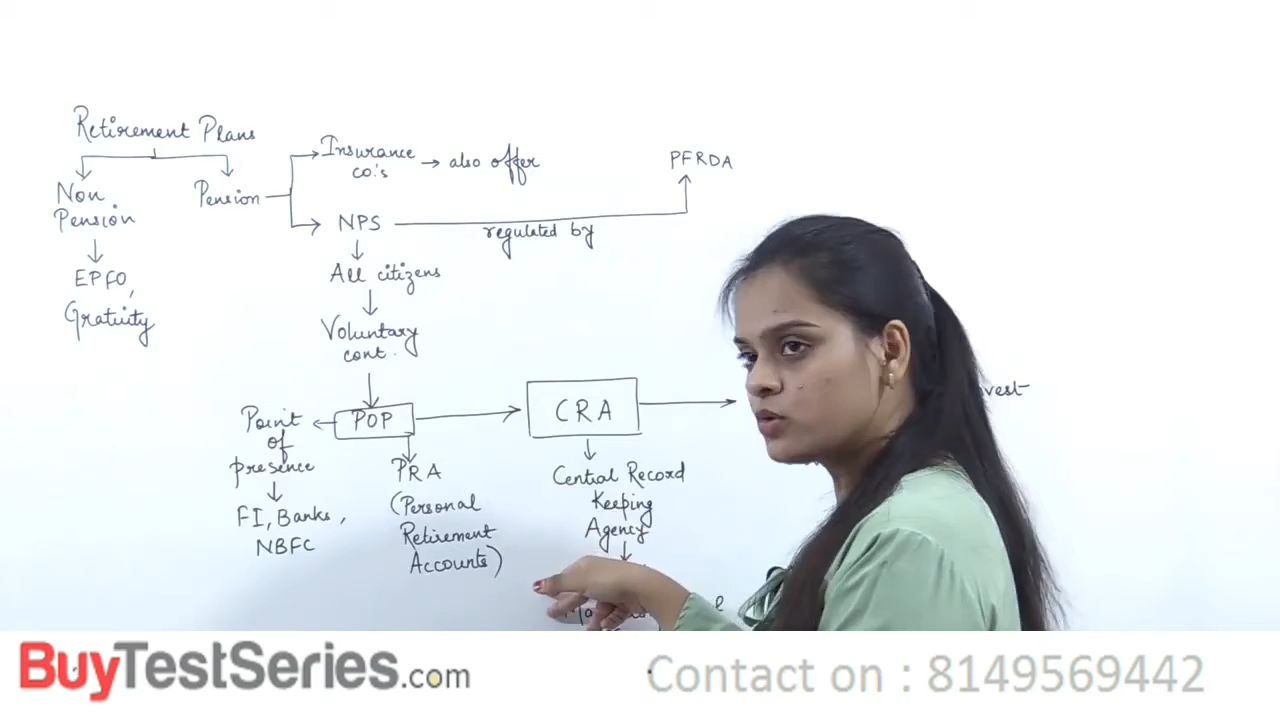 Retirement Plans
Non
Pension
EPFO,
Gratuity
Pension
Insurance
co's
also offer
NPS
regulated by
PFRDA
All citizens
Voluntary
cont.
POP
Point
of
presence
FI, Banks,
NBFC
PRA
(Personal
Retirement
Accounts)
CRA
Central Record
Keeping
Agency
BuyTestSeries.com
Contact on : 8149569442